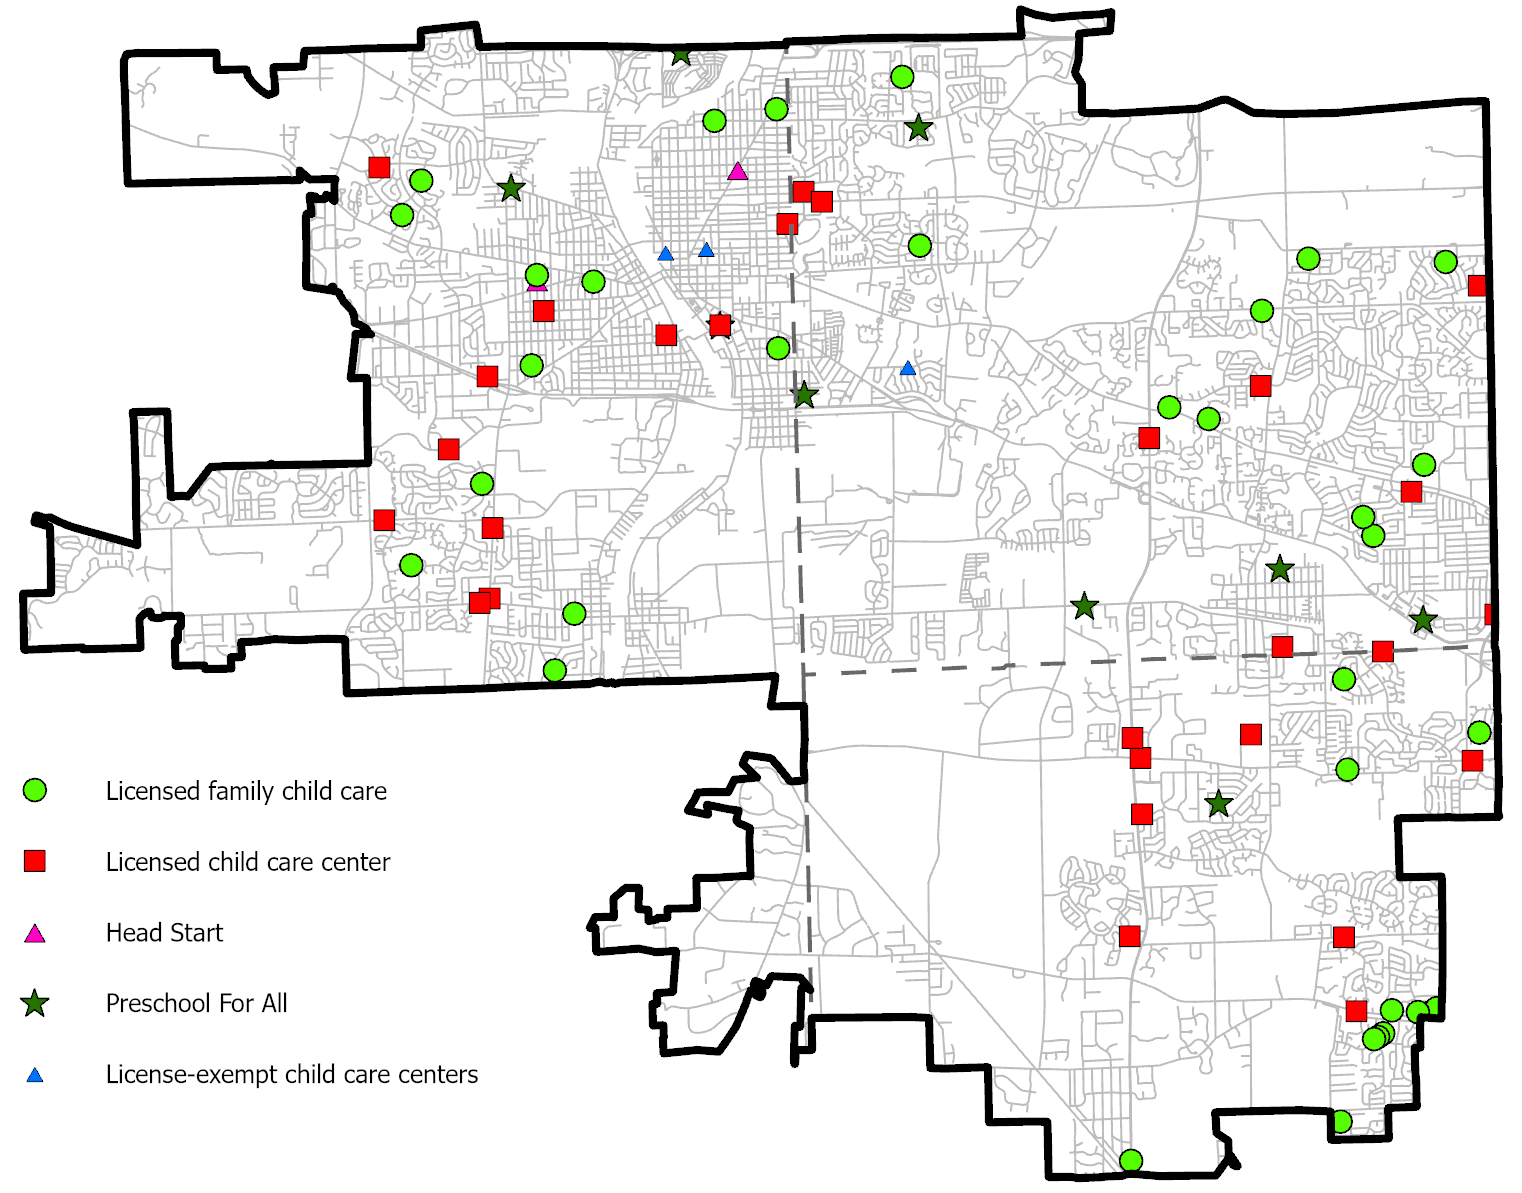 Licensed family child care
Licensed child care center
Head Start
Preschool For All
License-exempt child care centers